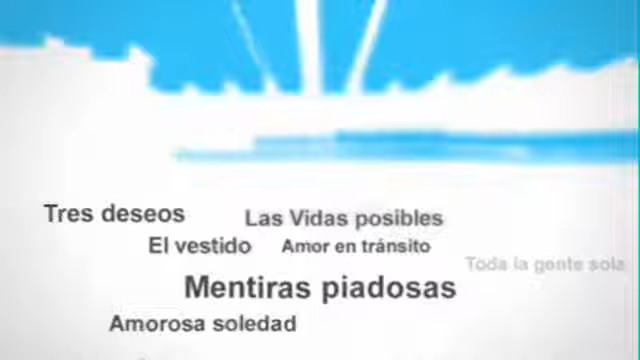 Tres deseos
Las Vidas posibles
El vestido
Amor en tránsito
Toda la gente sola
Mentiras piadosas
Amorosa soledad